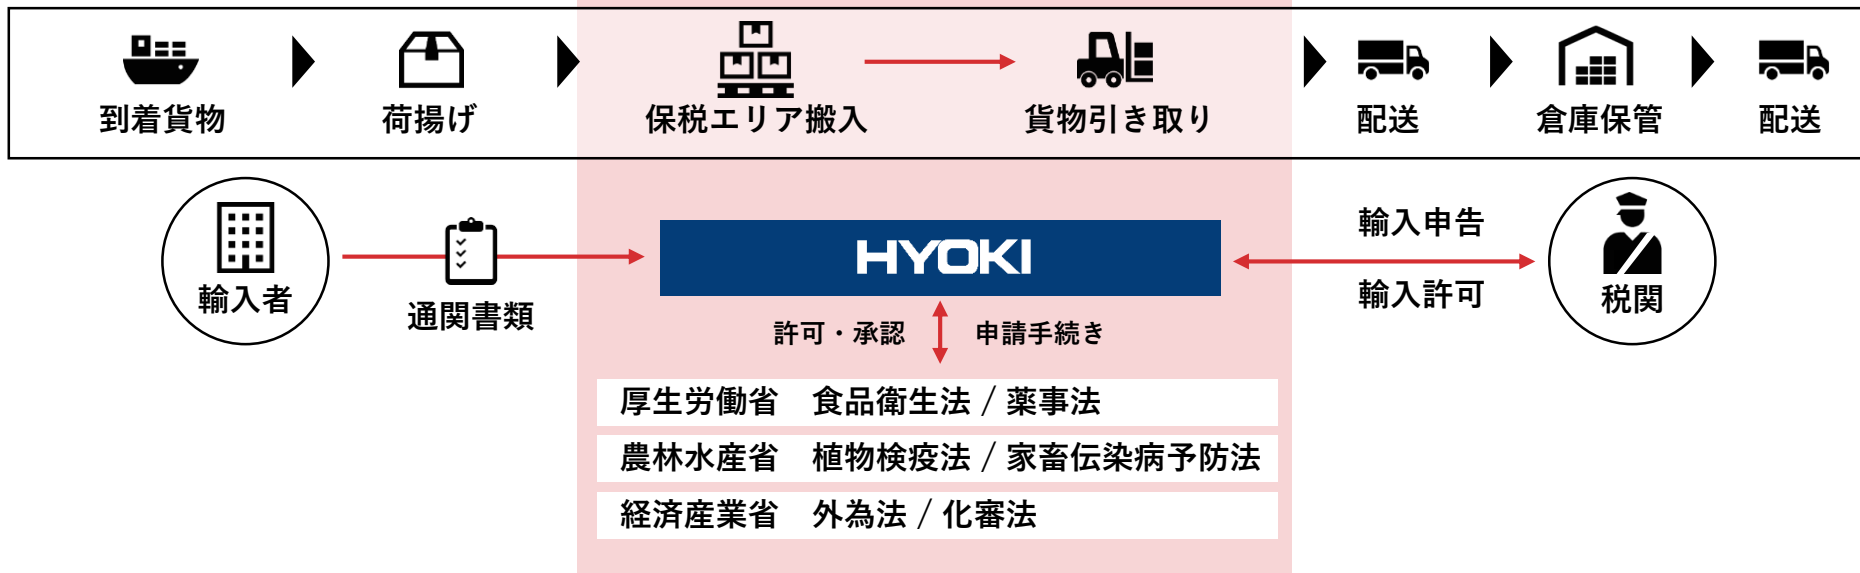 到着貨物
荷揚げ
保税エリア搬入
貨物引き取り
配送
倉庫保管
配送
輸入者
通関書類
HYOKI
輸入申告
輸入許可
税関
許可・承認
申請手続き
厚生労働省　食品衛生法 / 薬事法
農林水産省　植物検疫法 / 家畜伝染病予防法
経済産業省　外為法 / 化審法